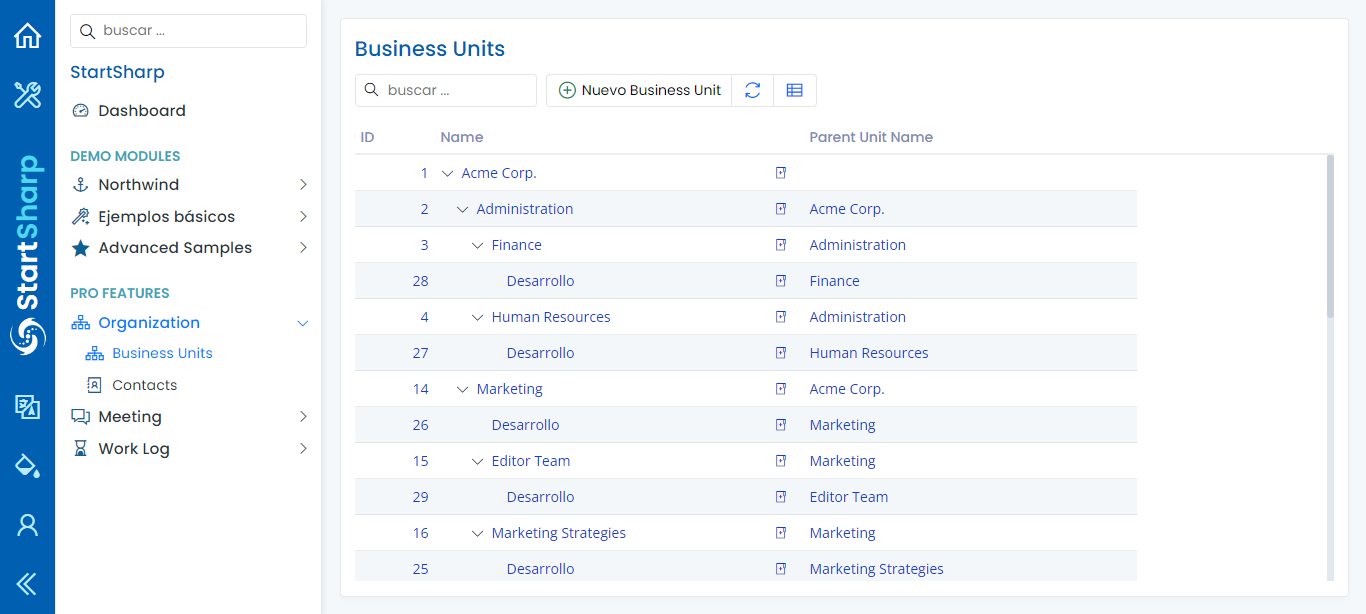 StartSharp
buscar ...
StartSharp
Dashboard
DEMO MODULES
Northwind
Ejemplos básicos
Advanced Samples
PRO FEATURES
Organization
Business Units
Contacts
Meeting
Work Log
Business Units
buscar ... Nuevo Business Unit
ID Name Parent Unit Name
1 Acme Corp.
2 Administration Acme Corp.
3 Finance Administration
28 Desarrollo Finance
4 Human Resources Administration
27 Desarrollo Human Resources
14 Marketing Acme Corp.
26 Desarrollo Marketing
15 Editor Team Marketing
29 Desarrollo Editor Team
16 Marketing Strategies Marketing
25 Desarrollo Marketing Strategies